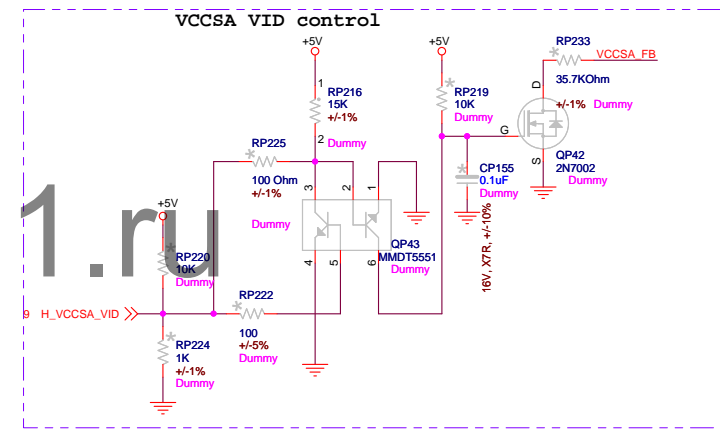 VCCSA VID control
+5V
+5V
RP233
VCCSA_FB
35.7KOhm
+/-1%
Dummy
1
RP216
15K
+/-1%
2
Dummy
RP219
10K
Dummy
D
G
S
QP42
2N7002
Dummy
RP225
100 Ohm
+/-1%
Dummy
CP155
0.1uF
Dummy
16V, X7R, +/-10%
3
2
1
4
5
6
QP43
MMDT5551
Dummy
1.ru
+5V
RP220
10K
Dummy
9 H_VCCSA_VID
RP222
100
+/-5%
Dummy
RP224
1K
+/-1%
Dummy